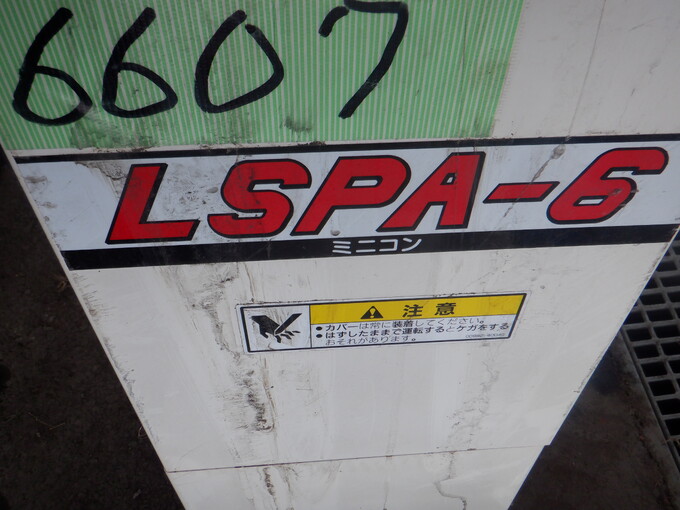 6607
LSPA-6
ミニコン
注意
●カバーは常に装着してください。
●はずしたままで運転するとケガをする
おそれがあります。